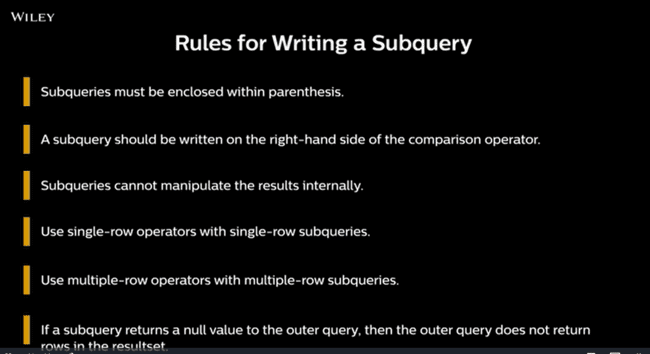 WILEY
Rules for Writing a Subquery
Subqueries must be enclosed within parenthesis.
A subquery should be written on the right-hand side of the comparison operator.
Subqueries cannot manipulate the results internally.
Use single-row operators with single-row subqueries.
Use multiple-row operators with multiple-row subqueries.
If a subquery returns a null value to the outer query, then the outer query does not return
rows in the resultset.